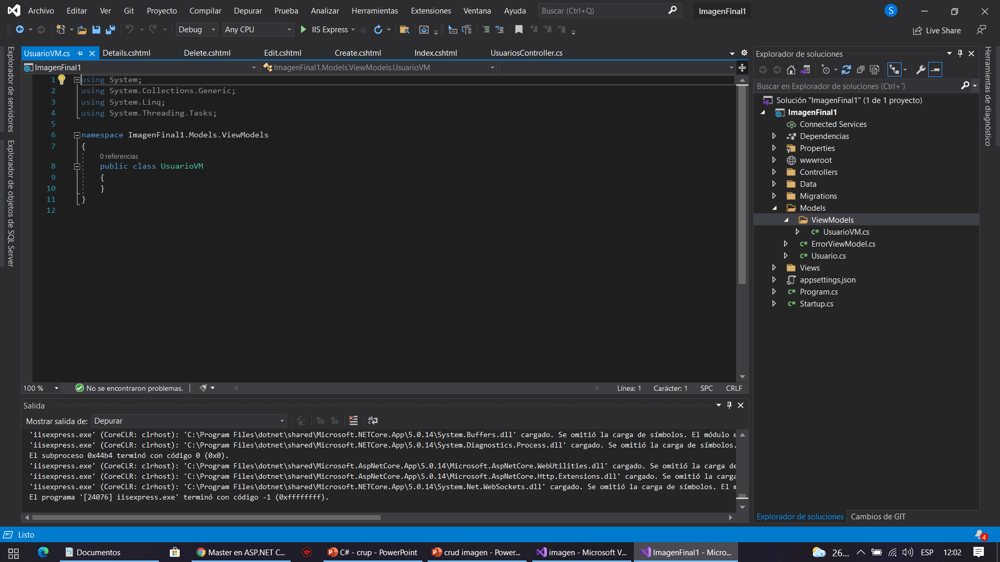 Archivo Editar Ver Git Proyecto Compilar Depurar Prueba Analizar Herramientas Extensiones Ventana Ayuda Buscar (Ctrl+Q) ImagenFinal1 S
Debug Any CPU IIS Express Live Share
Explorador de servidores
Explorador de objetos de SQL Server
UsuarioVM.cs Details.cshtml Delete.cshtml Edit.cshtml Create.cshtml Index.cshtml UsuariosController.cs
ImagenFinal1 ImagenFinal1.Models.ViewModels.UsuarioVM
1 using System;
2 using System.Collections.Generic;
3 using System.Linq;
4 using System.Threading.Tasks;
5
6 namespace ImagenFinal1.Models.ViewModels
7 {
0 referencias
8 public class UsuarioVM
9 {
10 }
11 }
12
100 % No se encontraron problemas. Línea: 1 Carácter: 1 SPC CRLF
Salida
Mostrar salida de: Depurar
'iisexpress.exe' (CoreCLR: clrhost): 'C:\Program Files\dotnet\shared\Microsoft.NETCore.App\5.0.14\System.Buffers.dll' cargado. Se omitió la carga de símbolos. El módulo e
'iisexpress.exe' (CoreCLR: clrhost): 'C:\Program Files\dotnet\shared\Microsoft.NETCore.App\5.0.14\System.Diagnostics.Process.dll' cargado. Se omitió la carga de símbolos.
El subproceso 0x44b4 terminó con código 0 (0x0).
'iisexpress.exe' (CoreCLR: clrhost): 'C:\Program Files\dotnet\shared\Microsoft.AspNetCore.App\5.0.14\Microsoft.AspNetCore.WebUtilities.dll' cargado. Se omitió la carga de
'iisexpress.exe' (CoreCLR: clrhost): 'C:\Program Files\dotnet\shared\Microsoft.AspNetCore.App\5.0.14\Microsoft.AspNetCore.Http.Extensions.dll' cargado. Se omitió la carga
'iisexpress.exe' (CoreCLR: clrhost): 'C:\Program Files\dotnet\shared\Microsoft.NETCore.App\5.0.14\System.Net.WebSockets.dll' cargado. Se omitió la carga de símbolos. El m
El programa '[24076] iisexpress.exe' terminó con código -1 (0xffffffff).
Explorador de soluciones
Buscar en Explorador de soluciones (Ctrl+´)
Solución "ImagenFinal1" (1 de 1 proyecto)
ImagenFinal1
Connected Services
Dependencias
Properties
wwwroot
Controllers
Data
Migrations
Models
ViewModels
C# UsuarioVM.cs
C# ErrorViewModel.cs
C# Usuario.cs
Views
appsettings.json
C# Program.cs
C# Startup.cs
Explorador de soluciones Cambios de GIT
Herramientas de diagnóstico
Listo 4
Documentos Master en ASP.NET C... C# - crup - PowerPoint crud imagen - Power... imagen - Microsoft V... ImagenFinal1 - Micro... 26... ESP 12:02